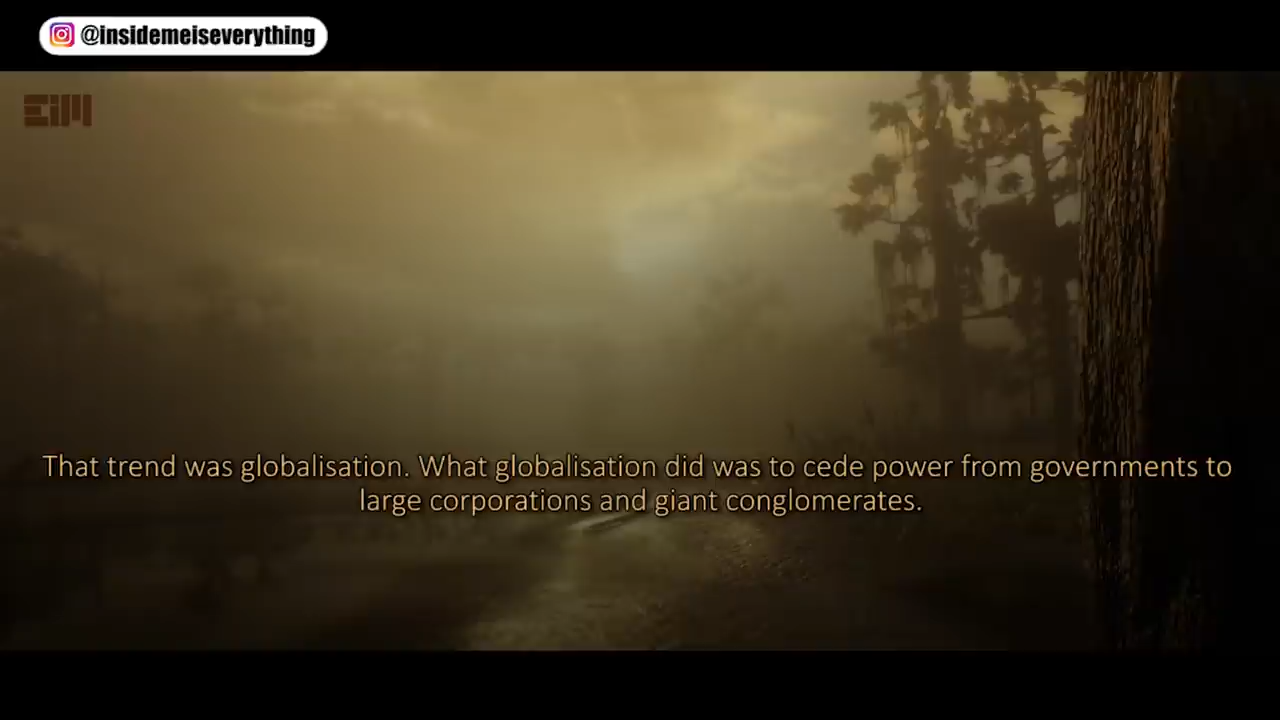 @insidemeiseverything
EiM
That trend was globalisation. What globalisation did was to cede power from governments to
large corporations and giant conglomerates.